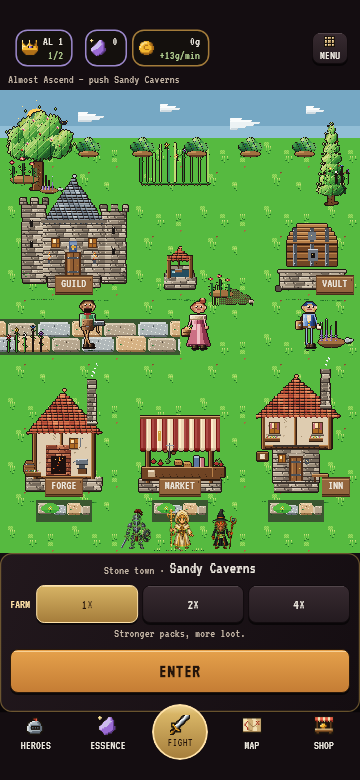 AL 1
1/2
0
0g
+13g/min
MENU
Almost Ascend - push Sandy Caverns
GUILD
VAULT
FORGE
MARKET
INN
Stone town · Sandy Caverns
FARM
1X
2X
4X
Stronger packs, more loot.
ENTER
HEROES
ESSENCE
FIGHT
MAP
SHOP